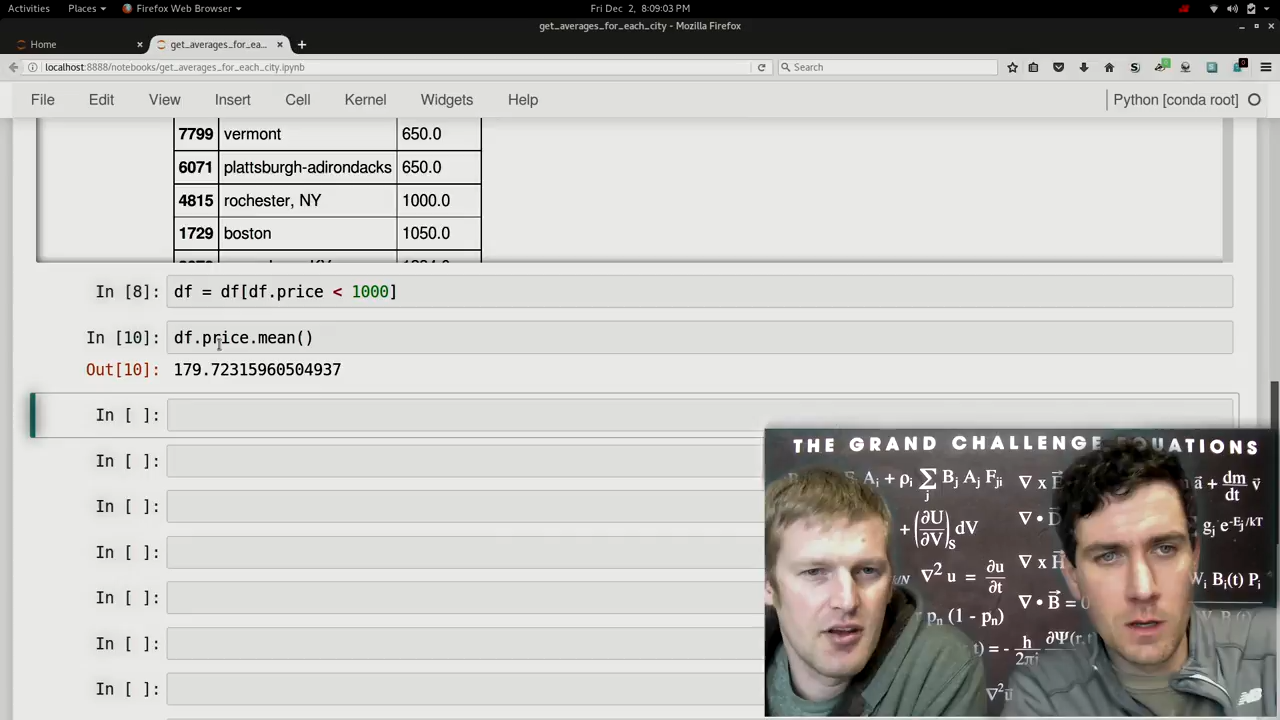 Activities Places Firefox Web Browser Fri Dec 2, 8:09:03 PM
get_averages_for_each_city - Mozilla Firefox
Home get_averages_for_ea...
localhost:8888/notebooks/get_averages_for_each_city.ipynb Search
File Edit View Insert Cell Kernel Widgets Help Python [conda root]
7799 vermont 650.0
6071 plattsburgh-adirondacks 650.0
4815 rochester, NY 1000.0
1729 boston 1050.0
In [8]: df = df[df.price < 1000]
In [10]: df.price.mean()
Out[10]: 179.72315960504937
In [ ]:
In [ ]:
In [ ]:
In [ ]:
In [ ]:
In [ ]:
In [ ]:
THE GRAND CHALLENGE EQUATIONS